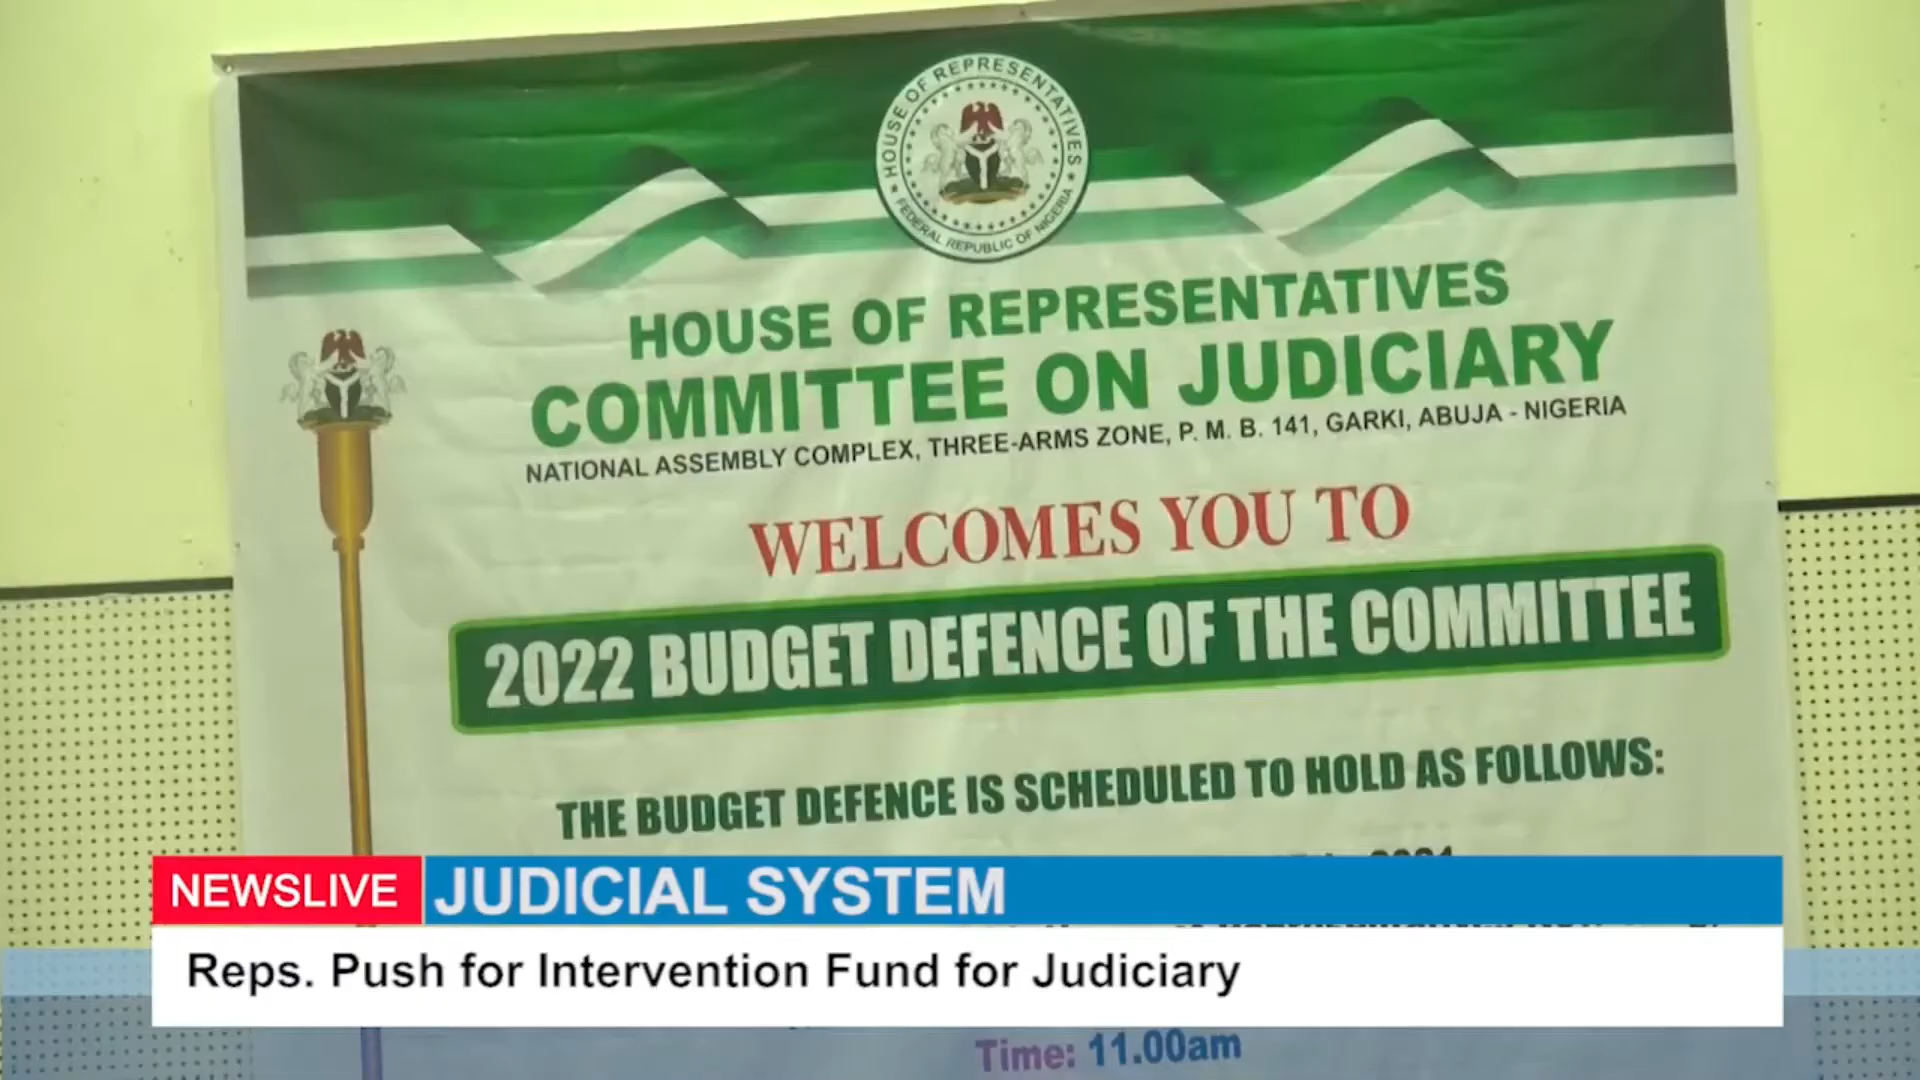 HOUSE OF REPRESENTATIVES
FEDERAL REPUBLIC OF NIGERIA
HOUSE OF REPRESENTATIVES
COMMITTEE ON JUDICIARY
NATIONAL ASSEMBLY COMPLEX, THREE-ARMS ZONE, P. M. B. 141, GARKI, ABUJA - NIGERIA
WELCOMES YOU TO
2022 BUDGET DEFENCE OF THE COMMITTEE
THE BUDGET DEFENCE IS SCHEDULED TO HOLD AS FOLLOWS:
NEWSLIVE JUDICIAL SYSTEM
Reps. Push for Intervention Fund for Judiciary
Time: 11.00am